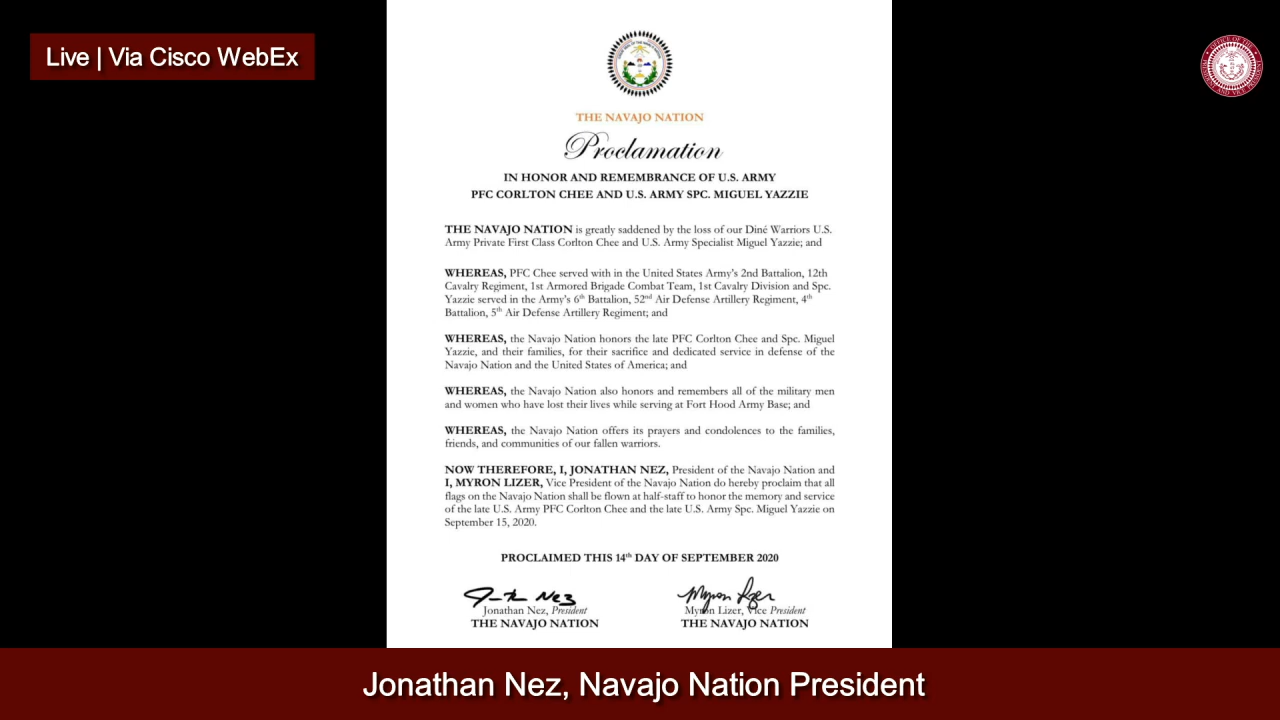 Live | Via Cisco WebEx
THE NAVAJO NATION
Proclamation
IN HONOR AND REMEMBRANCE OF U.S. ARMY
PFC CORLTON CHEE AND U.S. ARMY SPC. MIGUEL YAZZIE
THE NAVAJO NATION is greatly saddened by the loss of our Diné Warriors U.S.
Army Private First Class Corlton Chee and U.S. Army Specialist Miguel Yazzie; and
WHEREAS, PFC Chee served with in the United States Army's 2nd Battalion, 12th
Cavalry Regiment, 1st Armored Brigade Combat Team, 1st Cavalry Division and Spc.
Yazzie served in the Army's 6th Battalion, 52nd Air Defense Artillery Regiment, 4th
Battalion, 5th Air Defense Artillery Regiment; and
WHEREAS, the Navajo Nation honors the late PFC Corlton Chee and Spc. Miguel
Yazzie, and their families, for their sacrifice and dedicated service in defense of the
Navajo Nation and the United States of America; and
WHEREAS, the Navajo Nation also honors and remembers all of the military men
and women who have lost their lives while serving at Fort Hood Army Base; and
WHEREAS, the Navajo Nation offers its prayers and condolences to the families,
friends, and communities of our fallen warriors.
NOW THEREFORE, I, JONATHAN NEZ, President of the Navajo Nation and
I, MYRON LIZER, Vice President of the Navajo Nation do hereby proclaim that all
flags on the Navajo Nation shall be flown at half-staff to honor the memory and service
of the late U.S. Army PFC Corlton Chee and the late U.S. Army Spc. Miguel Yazzie on
September 15, 2020.
PROCLAIMED THIS 14th DAY OF SEPTEMBER 2020
Jonathan Nez, President
THE NAVAJO NATION
Myron Lizer, Vice President
THE NAVAJO NATION
Jonathan Nez, Navajo Nation President